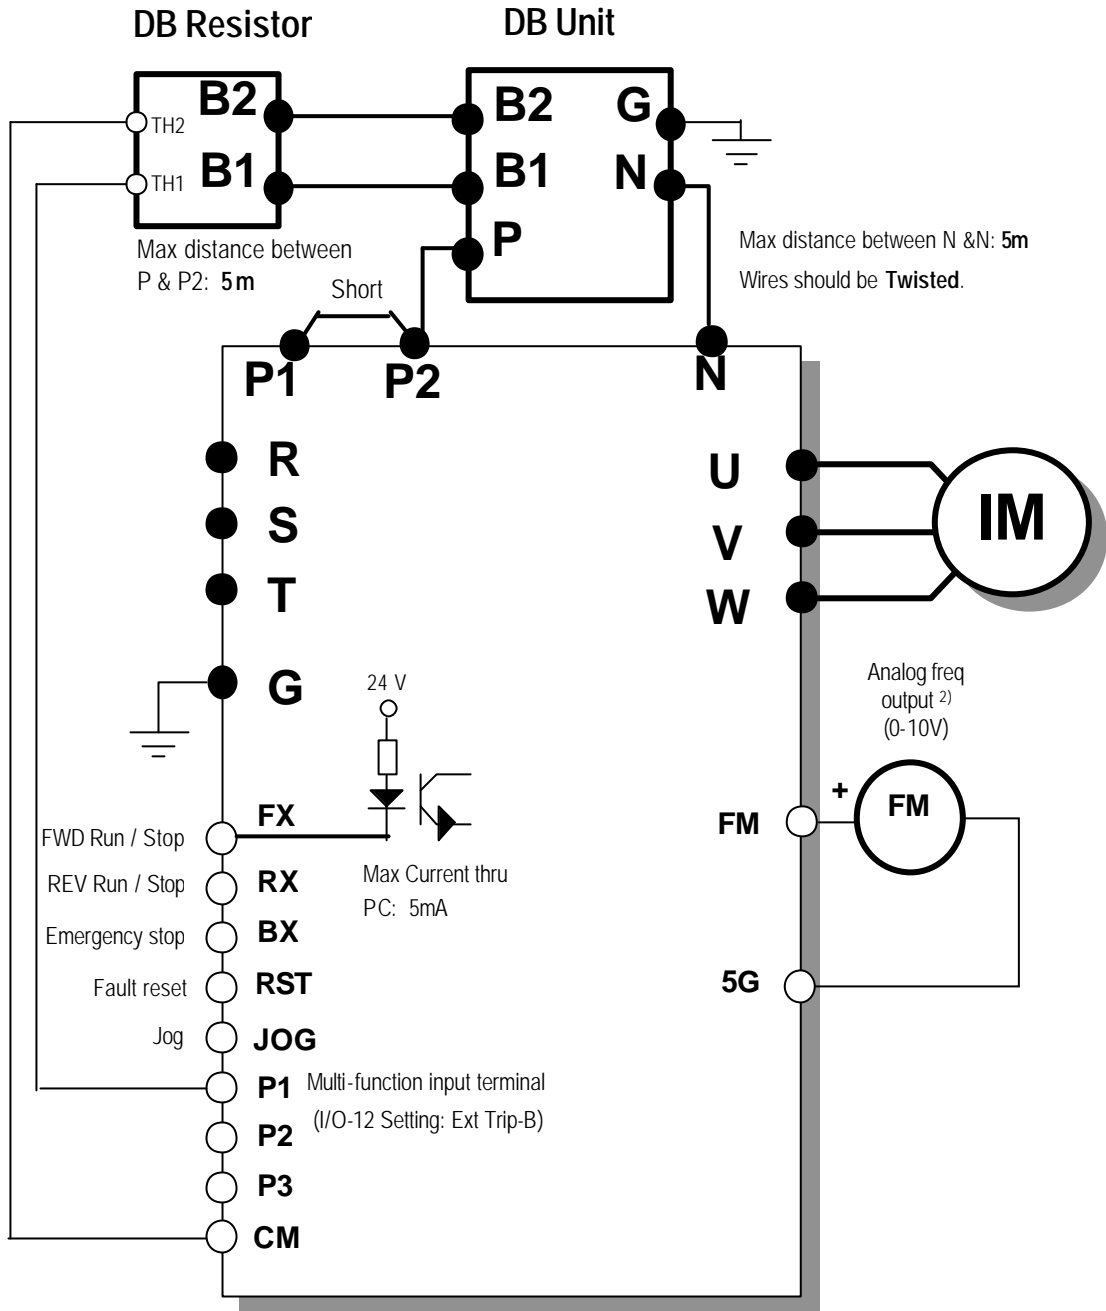 DB Resistor
DB Unit
B2
TH2
B1
TH1
B2
G
B1
N
P
Max distance between
P & P2: 5m
Max distance between N &N: 5m
Wires should be Twisted.
Short
P1
P2
N
R
S
T
G
U
V
W
IM
24 V
Analog freq
output 2)
(0-10V)
FX
FWD Run / Stop
RX
REV Run / Stop
Max Current thru
PC: 5mA
BX
Emergency stop
RST
Fault reset
JOG
Jog
FM
+
FM
5G
P1 Multi-function input terminal
(I/O-12 Setting: Ext Trip-B)
P2
P3
CM